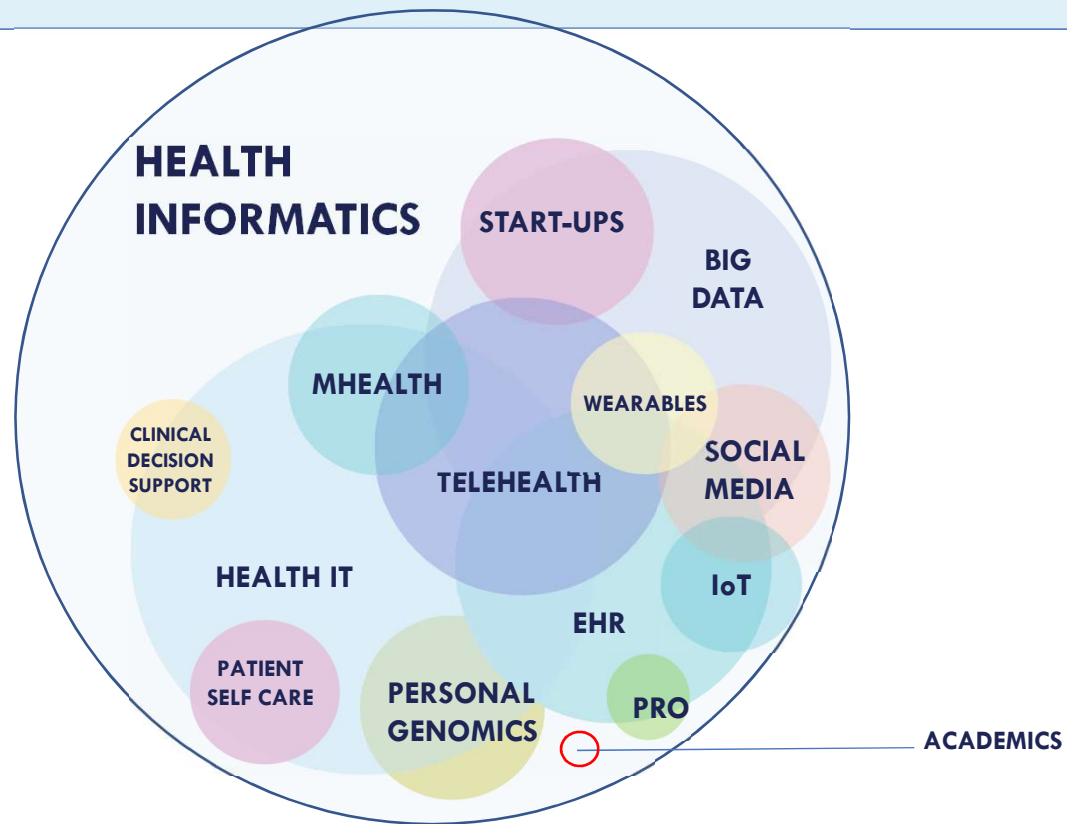 HEALTH
INFORMATICS
START-UPS
BIG
DATA
MHEALTH
WEARABLES
CLINICAL
DECISION
SUPPORT
SOCIAL
MEDIA
TELEHEALTH
HEALTH IT
IoT
EHR
PATIENT
SELF CARE
PERSONAL
GENOMICS
PRO
ACADEMICS